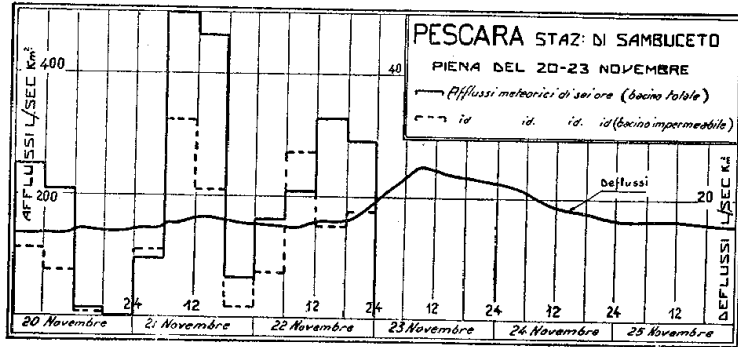 PESCARA STAZ: DI SAMBUCETO
PIENA DEL 20-23 NOVEMBRE
Afflussi meteorici di sei ore (bacino totale)
id id. id. id (bacino impermeabile)
AFFLUSSI L/SEC Km²
400
200
40
20
Deflussi
DEFLUSSI L/SEC Km²
24 12 12 24 12 24 12 24 12
20 Novembre 21 Novembre 22 Novembre 23 Novembre 24 Novembre 25 Novembre